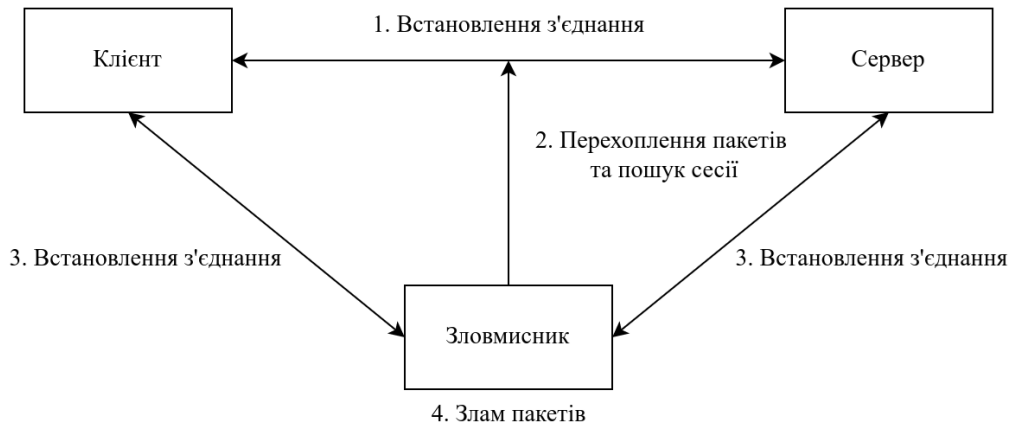 1. Встановлення з'єднання
Клієнт
Сервер
2. Перехоплення пакетів
та пошук сесії
3. Встановлення з'єднання
3. Встановлення з'єднання
Зловмисник
4. Злам пакетів